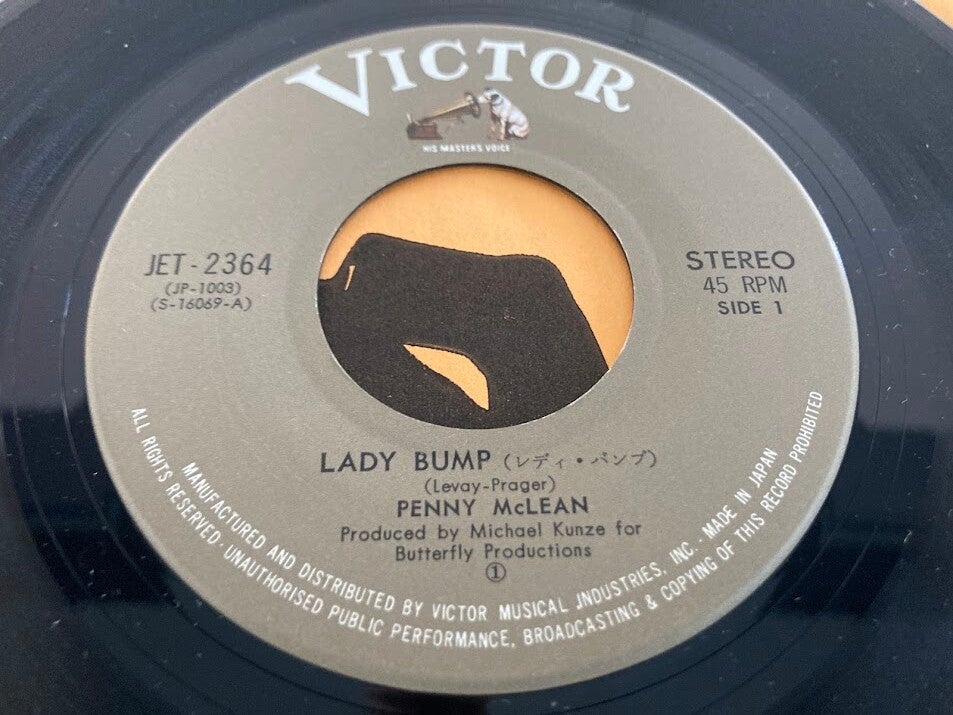 VICTOR
HIS MASTER'S VOICE
JET-2364
(JP-1003)
(S-16069-A)
STEREO
45 RPM
SIDE 1
LADY BUMP (レディ・バンプ)
(Levay-Prager)
PENNY McLEAN
Produced by Michael Kunze for
Butterfly Productions
①
MANUFACTURED AND DISTRIBUTED BY VICTOR MUSICAL JNDUSTRIES, INC. · MADE IN JAPAN
ALL RIGHTS RESERVED · UNAUTHORISED PUBLIC PERFORMANCE, BROADCASTING & COPYING OF THIS RECORD PROHIBITED